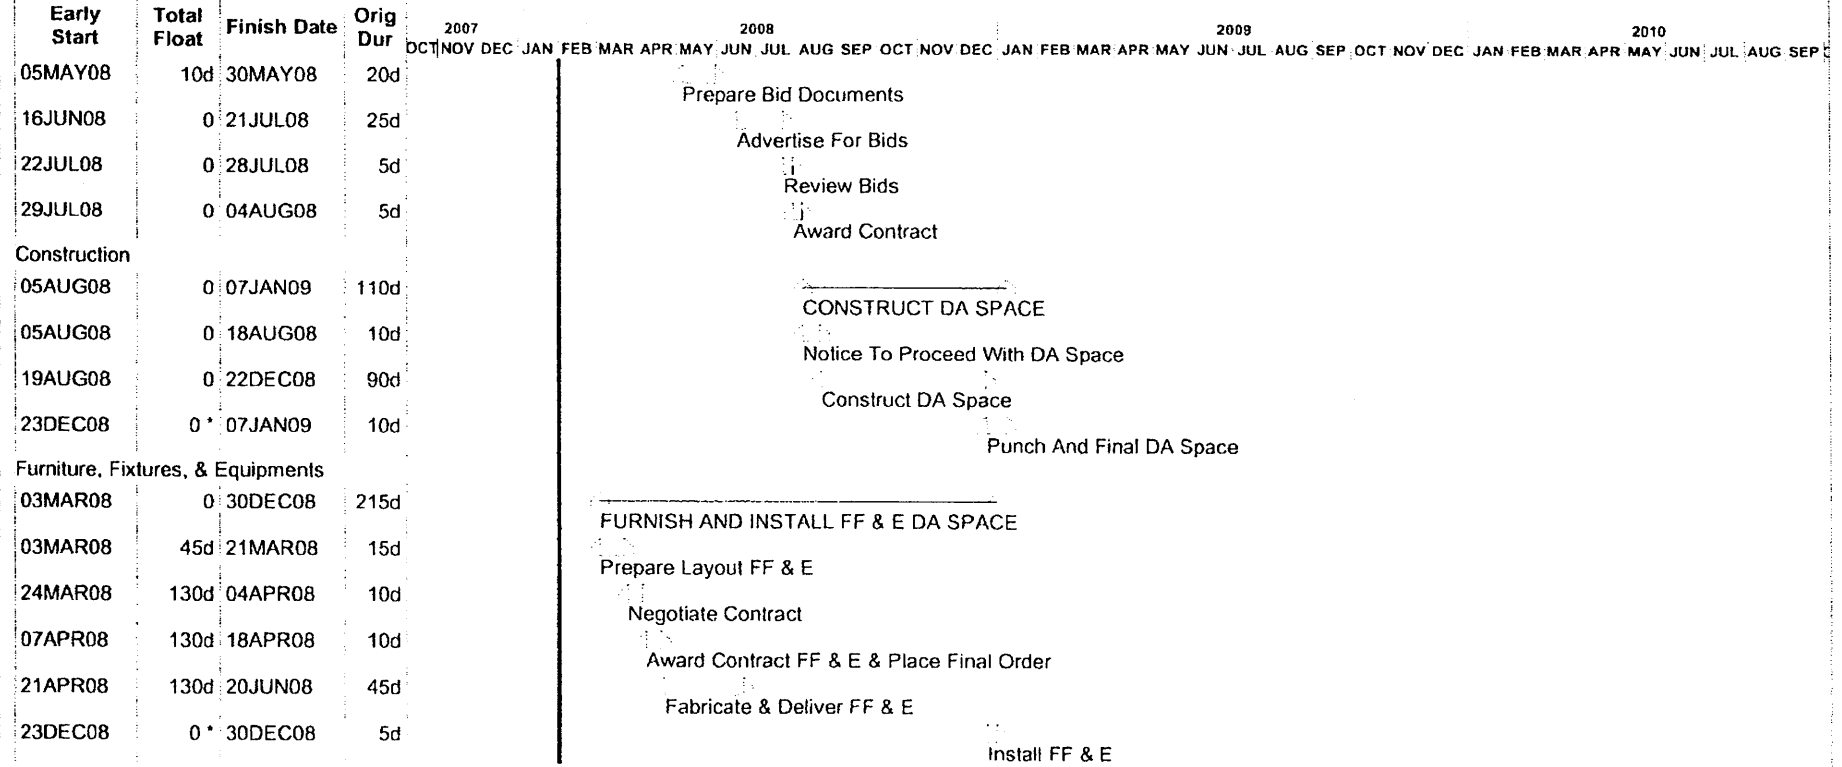 Early Start Total Float Finish Date Orig Dur
2007 2008 2009 2010
OCT NOV DEC JAN FEB MAR APR MAY JUN JUL AUG SEP OCT NOV DEC JAN FEB MAR APR MAY JUN JUL AUG SEP OCT NOV DEC JAN FEB MAR APR MAY JUN JUL AUG SEP
05MAY08 10d 30MAY08 20d
Prepare Bid Documents
16JUN08 0 21JUL08 25d
Advertise For Bids
22JUL08 0 28JUL08 5d
Review Bids
29JUL08 0 04AUG08 5d
Award Contract
Construction
05AUG08 0 07JAN09 110d
CONSTRUCT DA SPACE
05AUG08 0 18AUG08 10d
Notice To Proceed With DA Space
19AUG08 0 22DEC08 90d
Construct DA Space
23DEC08 0 * 07JAN09 10d
Punch And Final DA Space
Furniture, Fixtures, & Equipments
03MAR08 0 30DEC08 215d
FURNISH AND INSTALL FF & E DA SPACE
03MAR08 45d 21MAR08 15d
Prepare Layout FF & E
24MAR08 130d 04APR08 10d
Negotiate Contract
07APR08 130d 18APR08 10d
Award Contract FF & E & Place Final Order
21APR08 130d 20JUN08 45d
Fabricate & Deliver FF & E
23DEC08 0 * 30DEC08 5d
Install FF & E